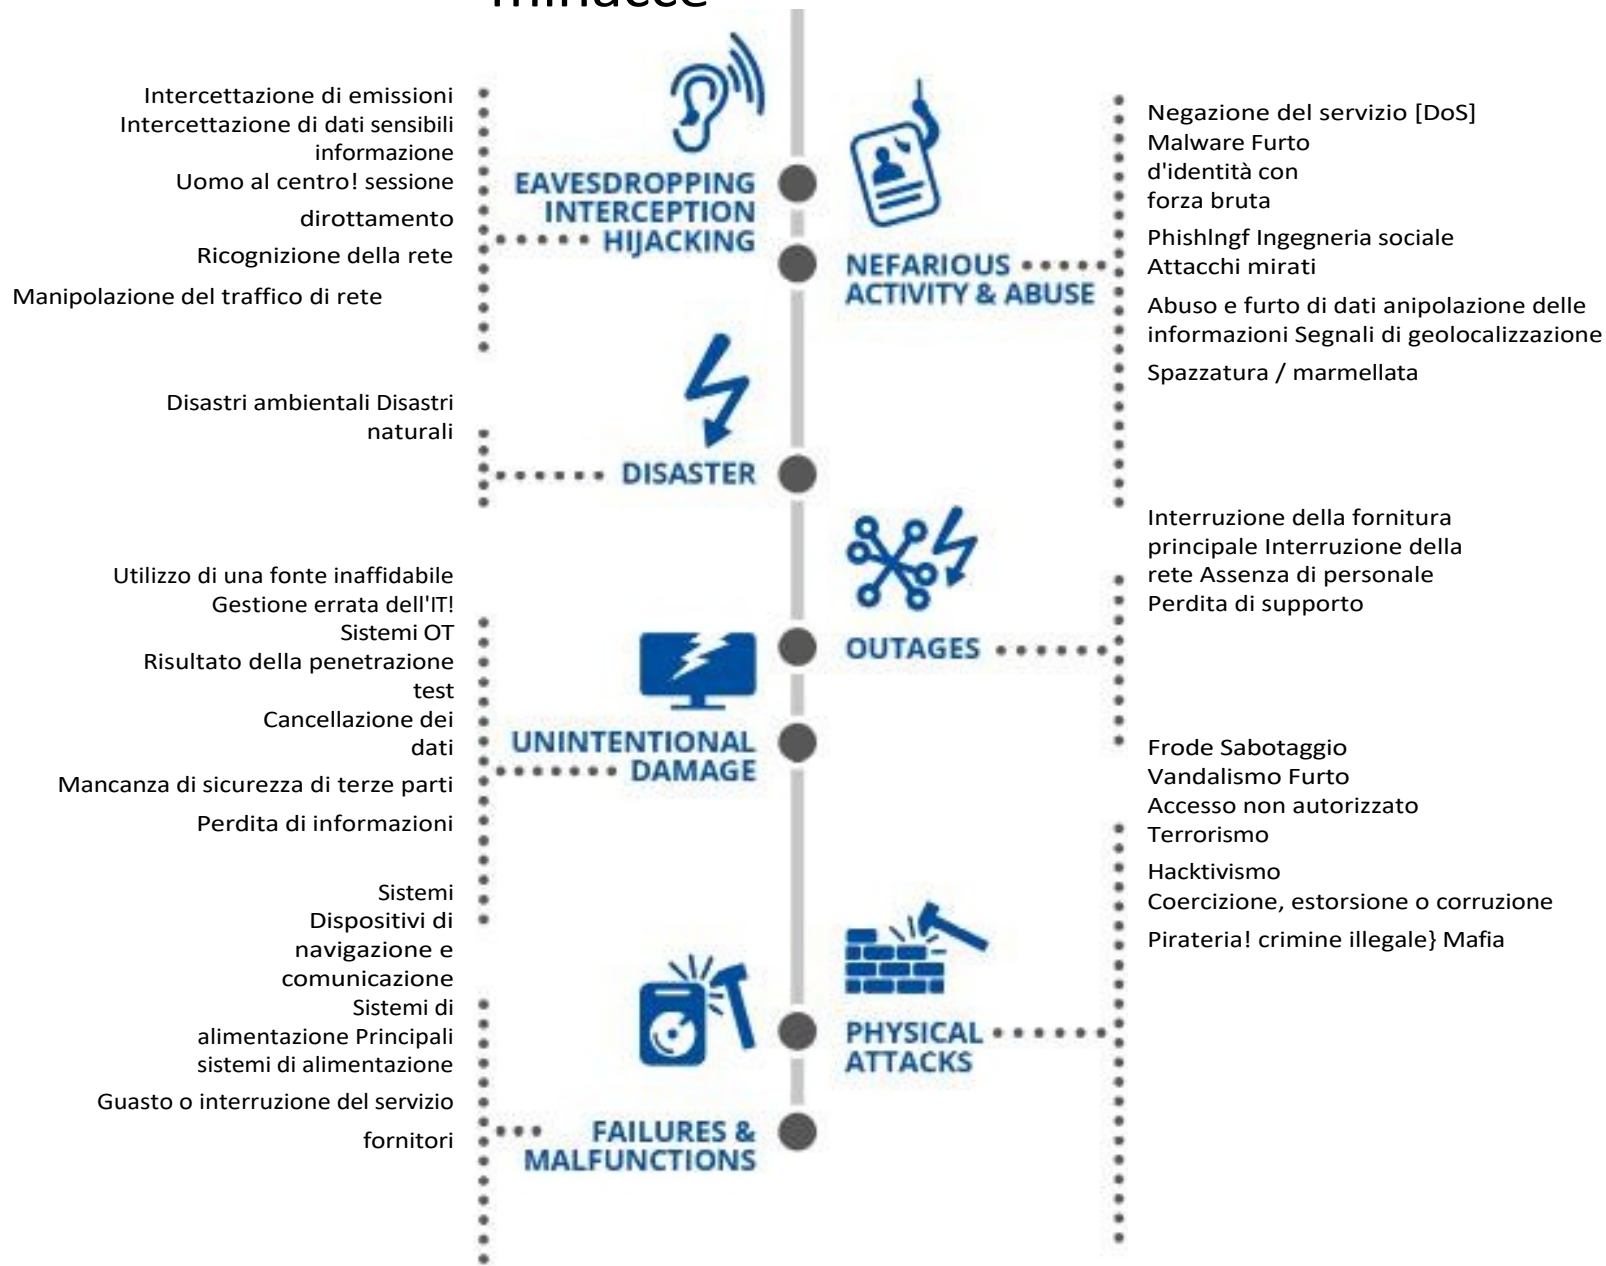 minacce
Intercettazione di emissioni
Intercettazione di dati sensibili
informazione
Uomo al centro! sessione
dirottamento
Ricognizione della rete
Manipolazione del traffico di rete
EAVESDROPPING
INTERCEPTION
HIJACKING
NEFARIOUS
ACTIVITY & ABUSE
Negazione del servizio [DoS]
Malware Furto
d'identità con
forza bruta
Phishlngf Ingegneria sociale
Attacchi mirati
Abuso e furto di dati anipolazione delle
informazioni Segnali di geolocalizzazione
Spazzatura / marmellata
Disastri ambientali Disastri
naturali
DISASTER
Interruzione della fornitura
principale Interruzione della
rete Assenza di personale
Perdita di supporto
OUTAGES
Utilizzo di una fonte inaffidabile
Gestione errata dell'IT!
Sistemi OT
Risultato della penetrazione
test
Cancellazione dei
dati
Mancanza di sicurezza di terze parti
Perdita di informazioni
UNINTENTIONAL
DAMAGE
Frode Sabotaggio
Vandalismo Furto
Accesso non autorizzato
Terrorismo
Hacktivismo
Coercizione, estorsione o corruzione
Pirateria! crimine illegale} Mafia
PHYSICAL
ATTACKS
Sistemi
Dispositivi di
navigazione e
comunicazione
Sistemi di
alimentazione Principali
sistemi di alimentazione
Guasto o interruzione del servizio
fornitori
FAILURES &
MALFUNCTIONS